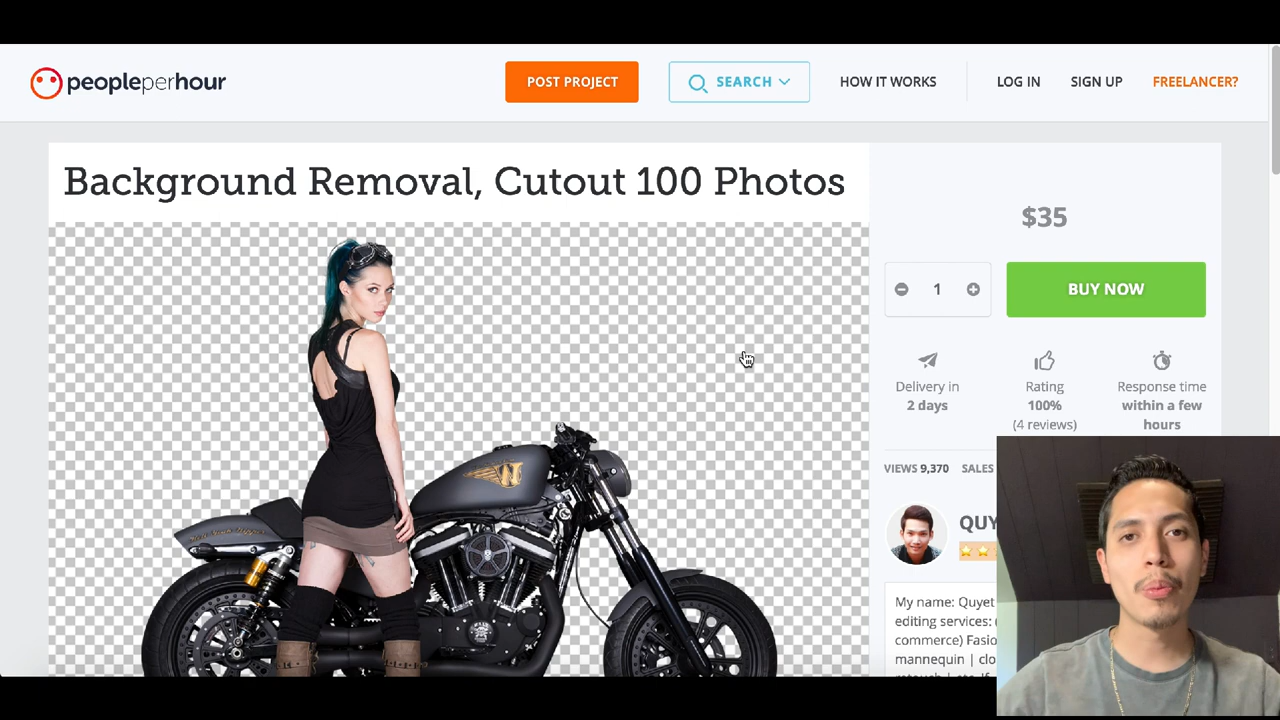 peopleperhour
POST PROJECT
SEARCH
HOW IT WORKS
LOG IN
SIGN UP
FREELANCER?
Background Removal, Cutout 100 Photos
$35
1
BUY NOW
Delivery in
2 days
Rating
100%
(4 reviews)
Response time
within a few
hours
VIEWS 9,370 SALES
My name: Quyet
editing services:
commerce) Fasio
mannequin | clo